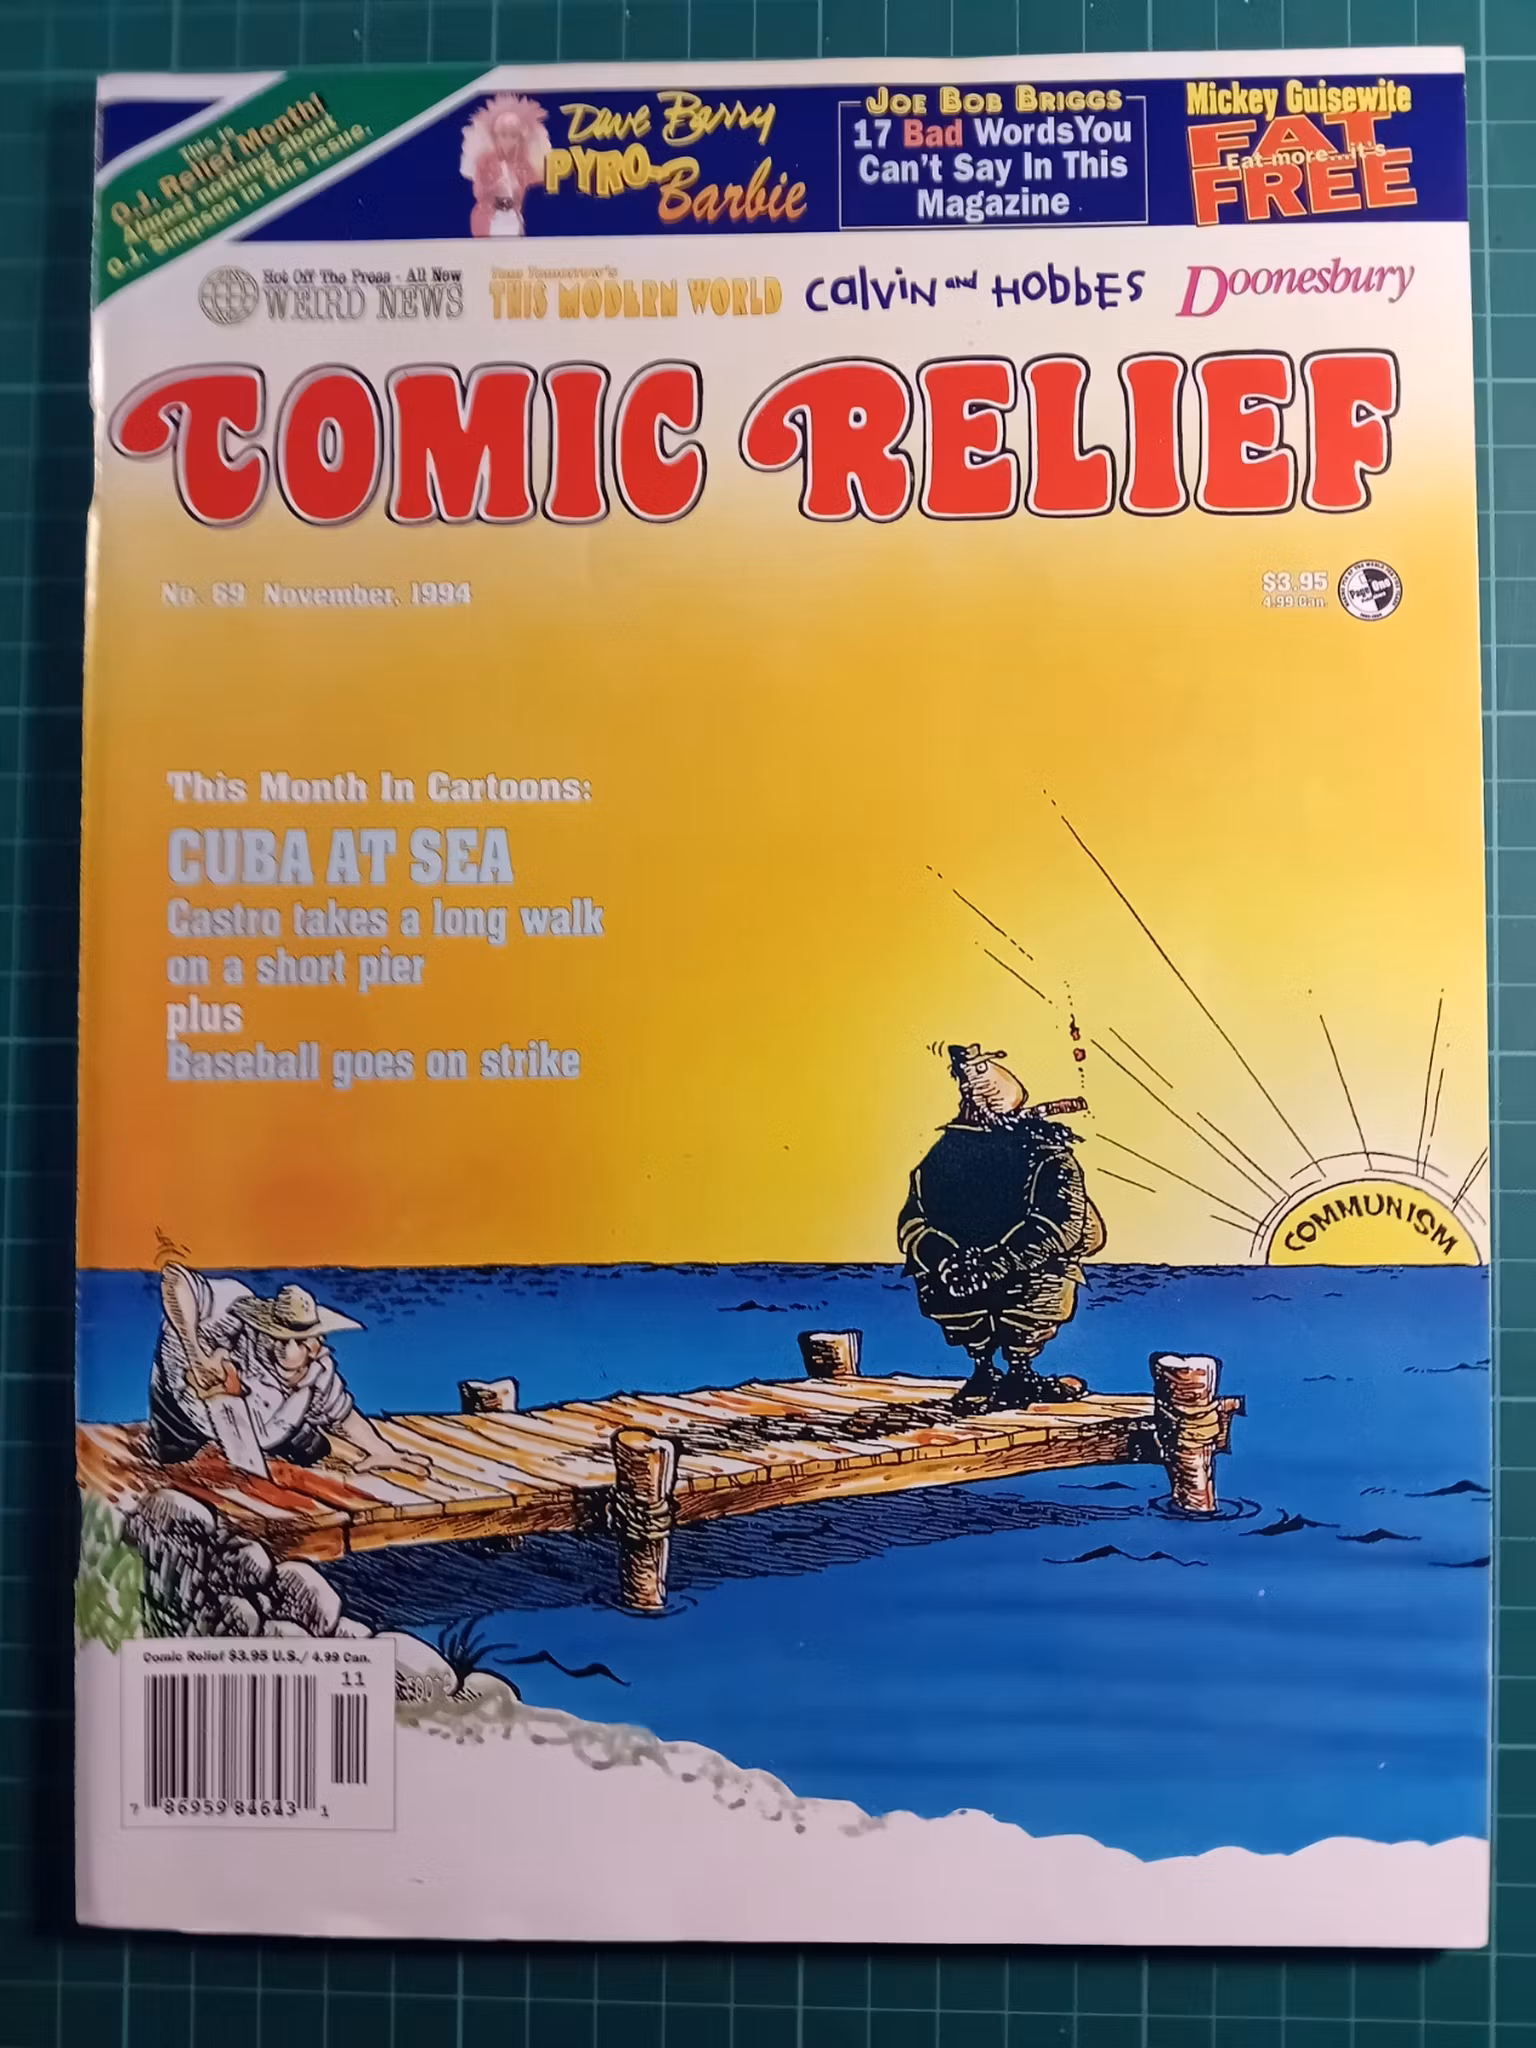 This is
O.J. Relief Month!
Almost nothing about
O.J. Simpson in this issue.
Dave Barry
PYRO-
Barbie
JOE BOB BRIGGS
17 Bad Words You
Can't Say In This
Magazine
Mickey Guisewite
FAT
Eat more...it's
FREE
Hot Off The Press - All New
WEIRD NEWS
Tom Tomorrow's
THIS MODERN WORLD
calvin and HobbEs
Doonesbury
COMIC RELIEF
No. 69 November, 1994
$3.95
4.99 Can.
Page One
This Month In Cartoons:
CUBA AT SEA
Castro takes a long walk
on a short pier
plus
Baseball goes on strike
COMMUNISM
Comic Relief $3.95 U.S./ 4.99 Can.
11
7 86959 84643 1